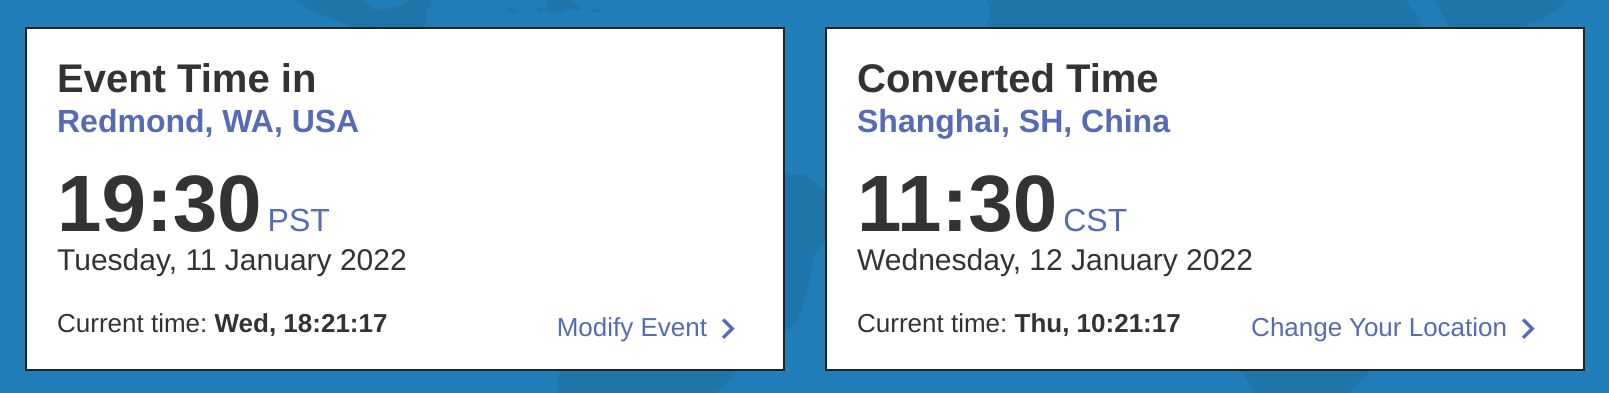 Event Time in
Redmond, WA, USA
19:30 PST
Tuesday, 11 January 2022
Current time: Wed, 18:21:17
Modify Event
Converted Time
Shanghai, SH, China
11:30 CST
Wednesday, 12 January 2022
Current time: Thu, 10:21:17
Change Your Location